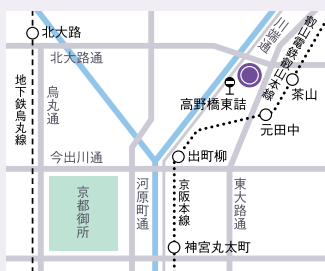 北大路
北大路通
川端通
叡山電鉄叡山本線
地下鉄烏丸線
烏丸通
高野橋東詰
茶山
元田中
今出川通
出町柳
京都御所
河原町通
京阪本線
東大路通
神宮丸太町